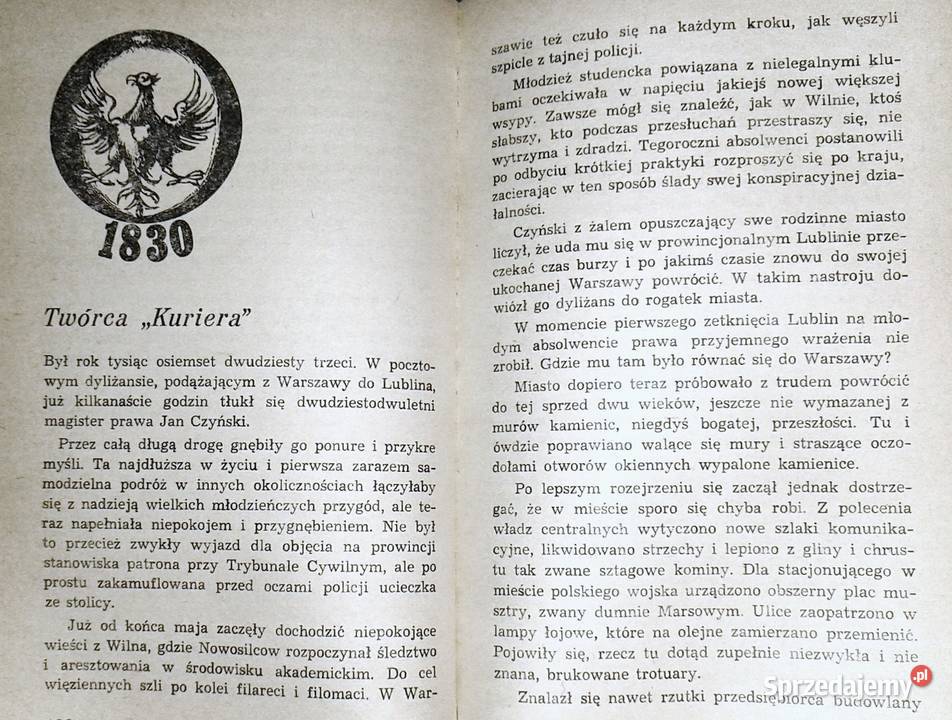 1830
Twórca „Kuriera”
Był rok tysiąc osiemset dwudziesty trzeci. W poczto-
wym dyliżansie, podążającym z Warszawy do Lublina,
już kilkanaście godzin tłukł się dwudziestodwuletni
magister prawa Jan Czyński.
Przez całą długą drogę gnębiły go ponure i przykre
myśli. Ta najdłuższa w życiu i pierwsza zarazem sa-
modzielna podróż w innych okolicznościach łączyłaby
się z nadzieją wielkich młodzieńczych przygód, ale te-
raz napełniała niepokojem i przygnębieniem. Nie był
to przecież zwykły wyjazd dla objęcia na prowincji
stanowiska patrona przy Trybunale Cywilnym, ale po
prostu zakamuflowana przed oczami policji ucieczka
ze stolicy.
Już od końca maja zaczęły dochodzić niepokojące
wieści z Wilna, gdzie Nowosilcow rozpoczynał śledztwo
i aresztowania w środowisku akademickim. Do cel
więziennych szli po kolei filareci i filomaci. W War-
szawie też czuło się na każdym kroku, jak węszyli
szpicle z tajnej policji.
Młodzież studencka powiązana z nielegalnymi klu-
bami oczekiwała w napięciu jakiejś nowej większej
wsypy. Zawsze mógł się znaleźć, jak w Wilnie, ktoś
słabszy, kto podczas przesłuchań przestraszy się, nie
wytrzyma i zdradzi. Tegoroczni absolwenci postanowili
po odbyciu krótkiej praktyki rozproszyć się po kraju,
zacierając w ten sposób ślady swej konspiracyjnej dzia-
łalności.
Czyński z żalem opuszczający swe rodzinne miasto
liczył, że uda mu się w prowincjonalnym Lublinie prze-
czekać czas burzy i po jakimś czasie znowu do swojej
ukochanej Warszawy powrócić. W takim nastroju do-
wiózł go dyliżans do rogatek miasta.
W momencie pierwszego zetknięcia Lublin na mło-
dym absolwencie prawa przyjemnego wrażenia nie
zrobił. Gdzie mu tam było równać się do Warszawy?
Miasto dopiero teraz próbowało z trudem powrócić
do tej sprzed dwu wieków, jeszcze nie wymazanej z
murów kamienic, niegdyś bogatej, przeszłości. Tu i
ówdzie poprawiano walące się mury i straszące oczo-
dołami otworów okiennych wypalone kamienice.
Po lepszym rozejrzeniu się zaczął jednak dostrze-
gać, że w mieście sporo się chyba robi. Z polecenia
władz centralnych wytyczono nowe szlaki komunika-
cyjne, likwidowano strzechy i lepiono z gliny i chrus-
tu tak zwane sztagowe kominy. Dla stacjonującego w
mieście polskiego wojska urządzono obszerny plac mu-
sztry, zwany dumnie Marsowym. Ulice zaopatrzono w
lampy łojowe, które na olejne zamierzano przemienić.
Pojowiły się, rzecz tu dotąd zupełnie niezwykła i nie
znana, brukowane trotuary.
Znalazł się nawet rzutki przedsiębiorca budowlany
Sprzedajemy.pl